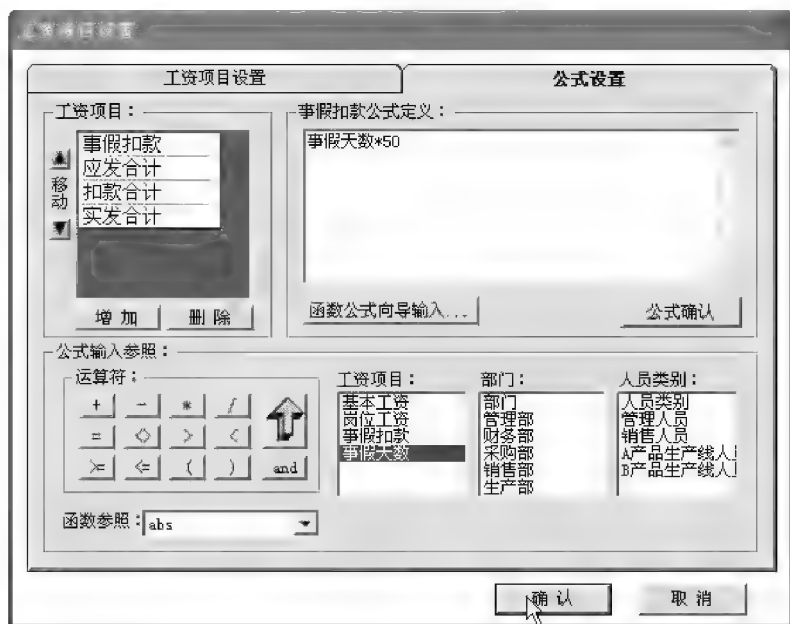 工资项目设置
公式设置
工资项目：
事假扣款公式定义：
事假扣款
应发合计
扣款合计
实发合计
移动
事假天数*50
增加
删除
函数公式向导输入...
公式确认
公式输入参照：
运算符：
+ - * /
= <> > <
>= <= ( ) and
函数参照：abs
工资项目：
基本工资
岗位工资
事假扣款
事假天数
部门：
部门
管理部
财务部
采购部
销售部
生产部
人员类别：
人员类别
管理人员
销售人员
A产品生产线人
B产品生产线人
确认
取消